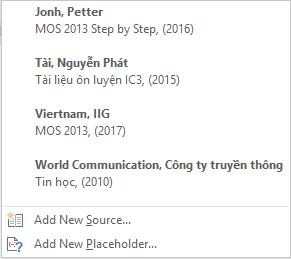 Jonh, Petter
MOS 2013 Step by Step, (2016)
Tài, Nguyễn Phát
Tài liệu ôn luyện IC3, (2015)
Viertnam, IIG
MOS 2013, (2017)
World Communication, Công ty truyền thông
Tin học, (2010)
Add New Source...
Add New Placeholder...